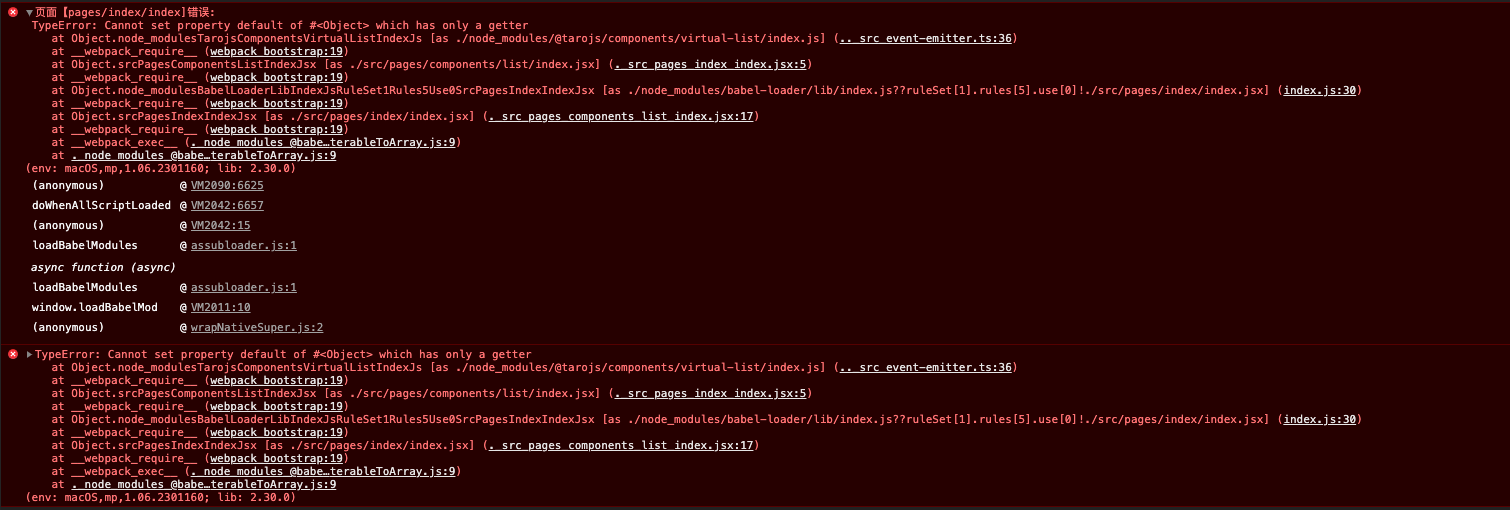 页面【pages/index/index]错误:
TypeError: Cannot set property default of #<Object> which has only a getter
at Object.node_modulesTarojsComponentsVirtualListIndexJs [as ./node_modules/@tarojs/components/virtual-list/index.js] (.. src event-emitter.ts:36)
at __webpack_require__ (webpack bootstrap:19)
at Object.srcPagesComponentsListIndexJsx [as ./src/pages/components/list/index.jsx] (. src pages index index.jsx:5)
at __webpack_require__ (webpack bootstrap:19)
at Object.node_modulesBabelLoaderLibIndexJsRuleSet1Rules5Use0SrcPagesIndexIndexJsx [as ./node_modules/babel-loader/lib/index.js??ruleSet[1].rules[5].use[0]!./src/pages/index/index.jsx] (index.js:30)
at __webpack_require__ (webpack bootstrap:19)
at Object.srcPagesIndexIndexJsx [as ./src/pages/index/index.jsx] (. src pages components list index.jsx:17)
at __webpack_require__ (webpack bootstrap:19)
at __webpack_exec__ (. node modules @babe…terableToArray.js:9)
at . node modules @babe…terableToArray.js:9
(env: macOS,mp,1.06.2301160; lib: 2.30.0)
(anonymous) @ VM2090:6625
doWhenAllScriptLoaded @ VM2042:6657
(anonymous) @ VM2042:15
loadBabelModules @ assubloader.js:1
async function (async)
loadBabelModules @ assubloader.js:1
window.loadBabelMod @ VM2011:10
(anonymous) @ wrapNativeSuper.js:2
TypeError: Cannot set property default of #<Object> which has only a getter
at Object.node_modulesTarojsComponentsVirtualListIndexJs [as ./node_modules/@tarojs/components/virtual-list/index.js] (.. src event-emitter.ts:36)
at __webpack_require__ (webpack bootstrap:19)
at Object.srcPagesComponentsListIndexJsx [as ./src/pages/components/list/index.jsx] (. src pages index index.jsx:5)
at __webpack_require__ (webpack bootstrap:19)
at Object.node_modulesBabelLoaderLibIndexJsRuleSet1Rules5Use0SrcPagesIndexIndexJsx [as ./node_modules/babel-loader/lib/index.js??ruleSet[1].rules[5].use[0]!./src/pages/index/index.jsx] (index.js:30)
at __webpack_require__ (webpack bootstrap:19)
at Object.srcPagesIndexIndexJsx [as ./src/pages/index/index.jsx] (. src pages components list index.jsx:17)
at __webpack_require__ (webpack bootstrap:19)
at __webpack_exec__ (. node modules @babe…terableToArray.js:9)
at . node modules @babe…terableToArray.js:9
(env: macOS,mp,1.06.2301160; lib: 2.30.0)